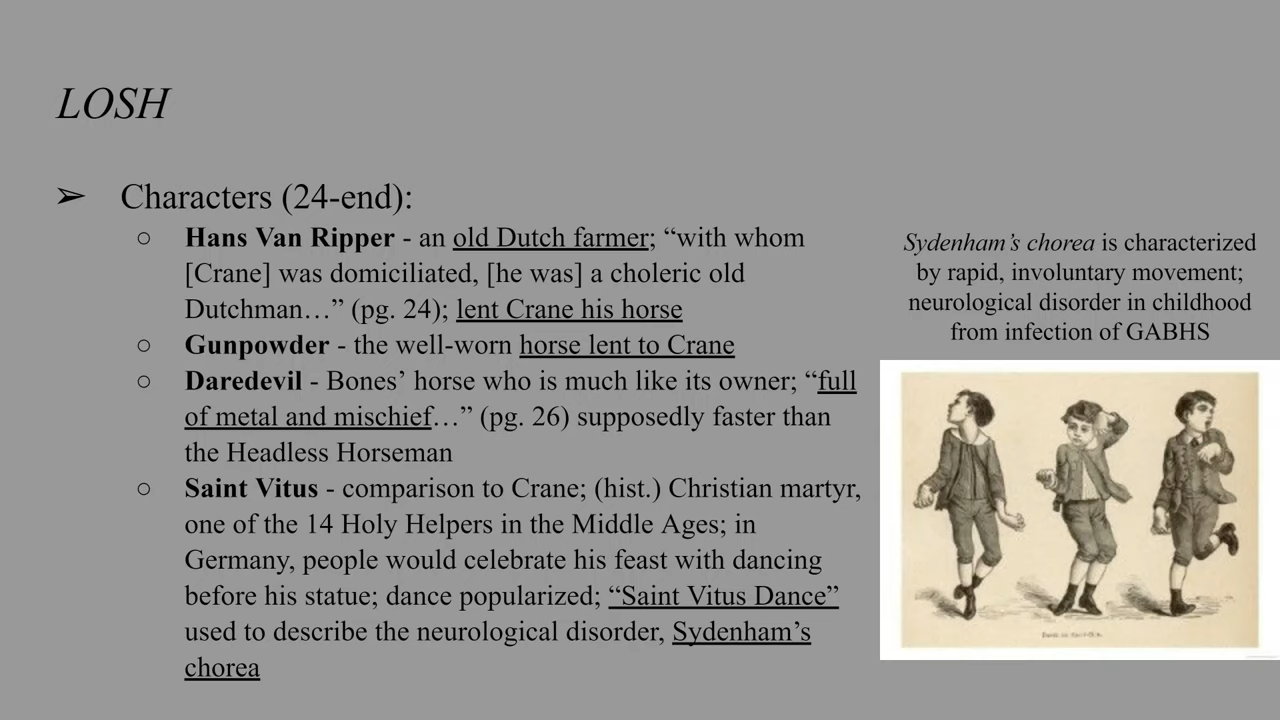 LOSH
➢ Characters (24-end):
○ Hans Van Ripper - an old Dutch farmer; “with whom
[Crane] was domiciliated, [he was] a choleric old
Dutchman…” (pg. 24); lent Crane his horse
○ Gunpowder - the well-worn horse lent to Crane
○ Daredevil - Bones’ horse who is much like its owner; “full
of metal and mischief…” (pg. 26) supposedly faster than
the Headless Horseman
○ Saint Vitus - comparison to Crane; (hist.) Christian martyr,
one of the 14 Holy Helpers in the Middle Ages; in
Germany, people would celebrate his feast with dancing
before his statue; dance popularized; “Saint Vitus Dance”
used to describe the neurological disorder, Sydenham’s
chorea
Sydenham’s chorea is characterized
by rapid, involuntary movement;
neurological disorder in childhood
from infection of GABHS